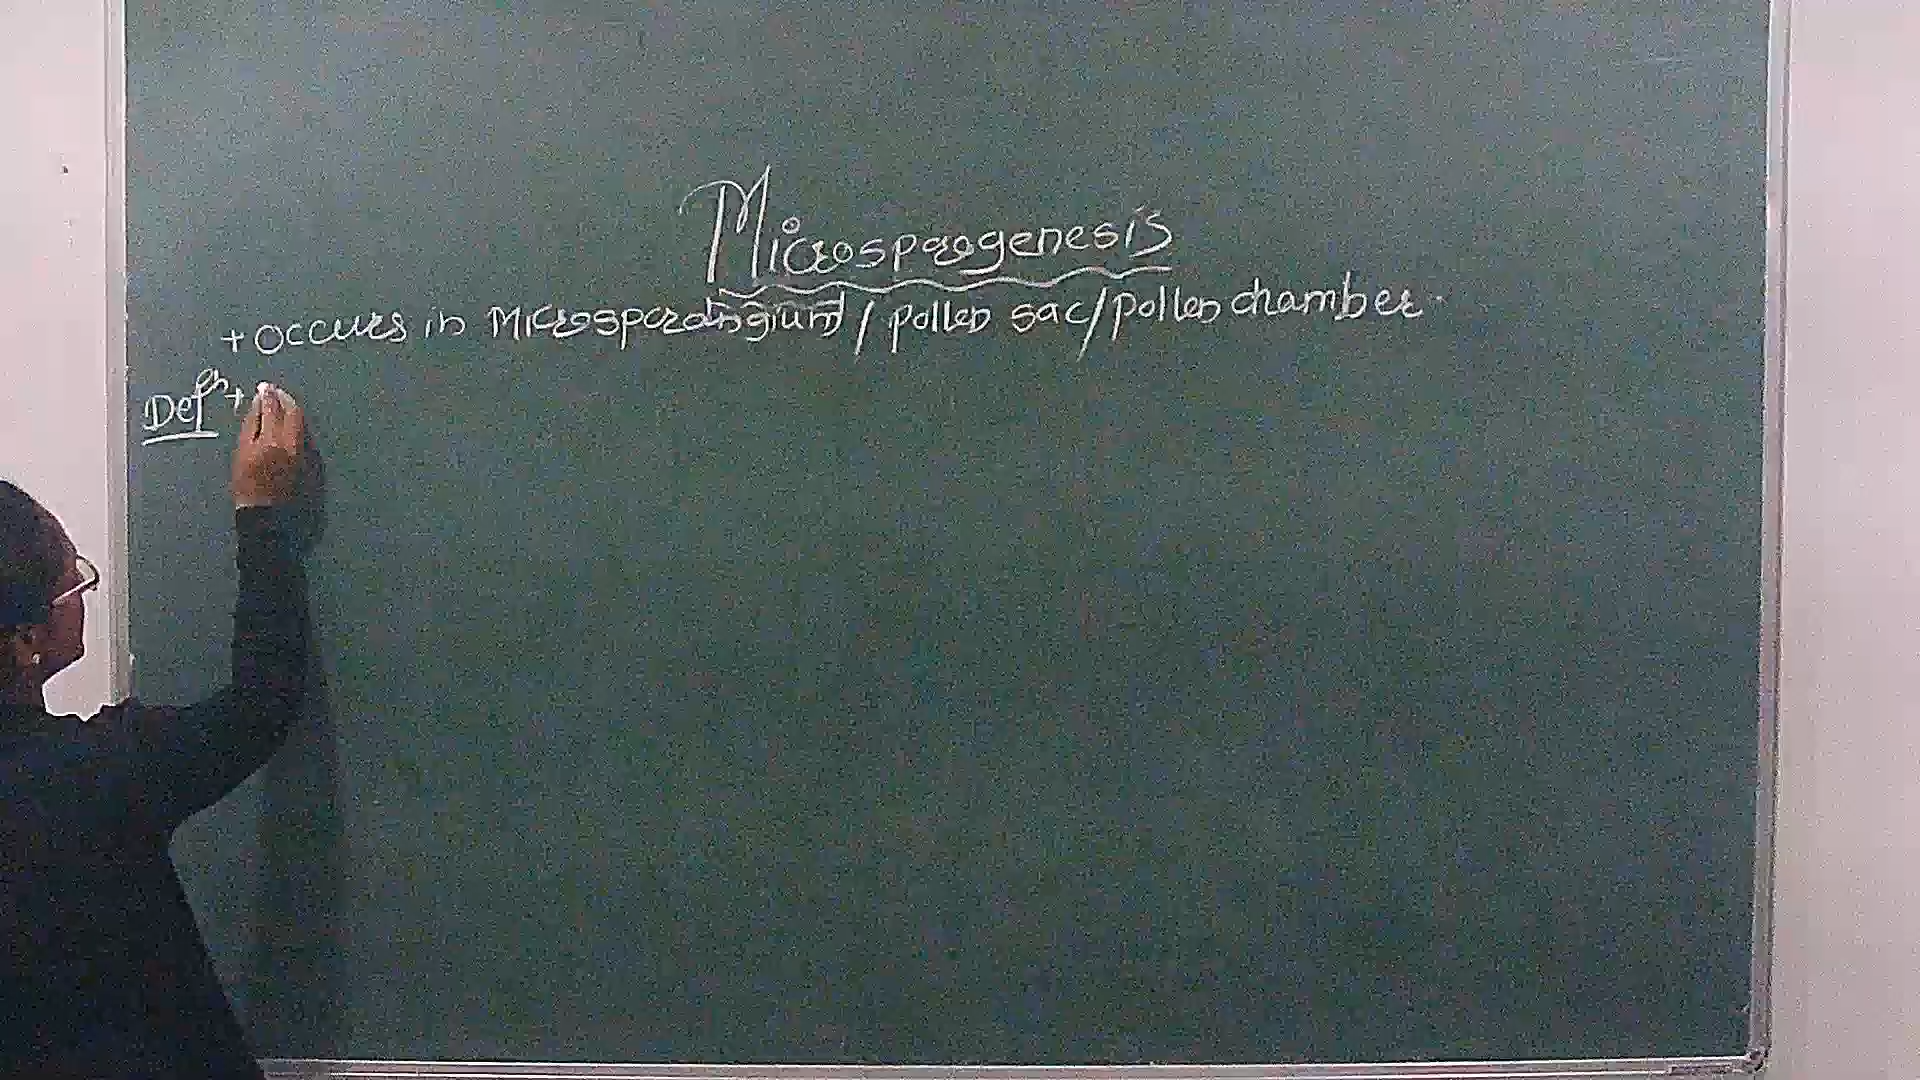 Microsporogenesis
+ occurs in Microsporangium / pollen sac / pollen chamber.
Defn +